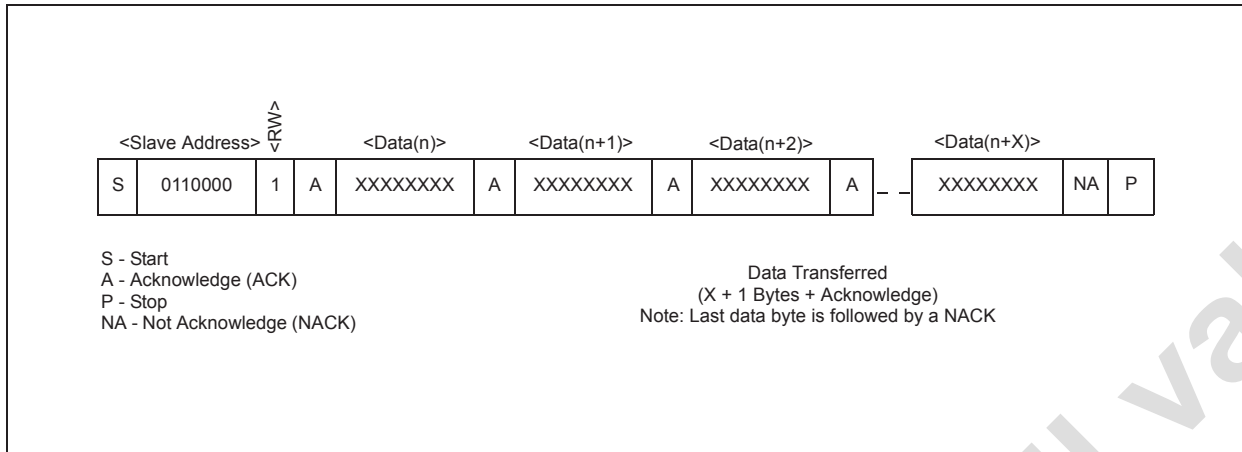 <Slave Address> <RW> <Data(n)> <Data(n+1)> <Data(n+2)> <Data(n+X)>
S 0110000 1 A XXXXXXXX A XXXXXXXX A XXXXXXXX A XXXXXXXX NA P
S - Start
A - Acknowledge (ACK)
P - Stop
NA - Not Acknowledge (NACK)
Data Transferred
(X + 1 Bytes + Acknowledge)
Note: Last data byte is followed by a NACK